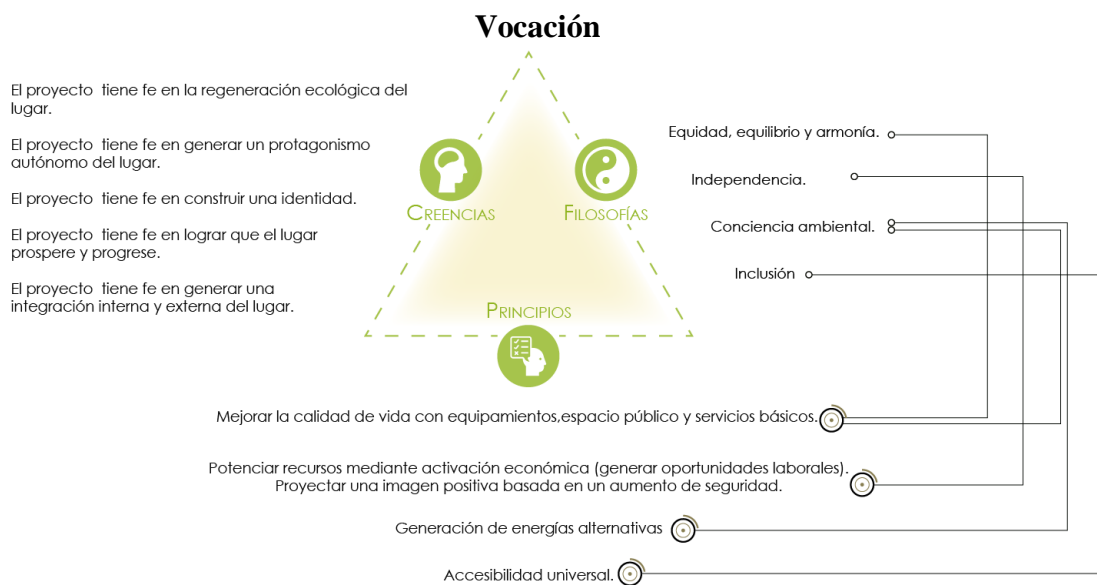 Vocación
El proyecto tiene fe en la regeneración ecológica del
lugar.
El proyecto tiene fe en generar un protagonismo
autónomo del lugar.
El proyecto tiene fe en construir una identidad.
El proyecto tiene fe en lograr que el lugar
prospere y progrese.
El proyecto tiene fe en generar una
integración interna y externa del lugar.
Creencias
Filosofías
Principios
Equidad, equilibrio y armonía.
Independencia.
Conciencia ambiental.
Inclusión
Mejorar la calidad de vida con equipamientos,espacio público y servicios básicos.
Potenciar recursos mediante activación económica (generar oportunidades laborales).
Proyectar una imagen positiva basada en un aumento de seguridad.
Generación de energías alternativas
Accesibilidad universal.